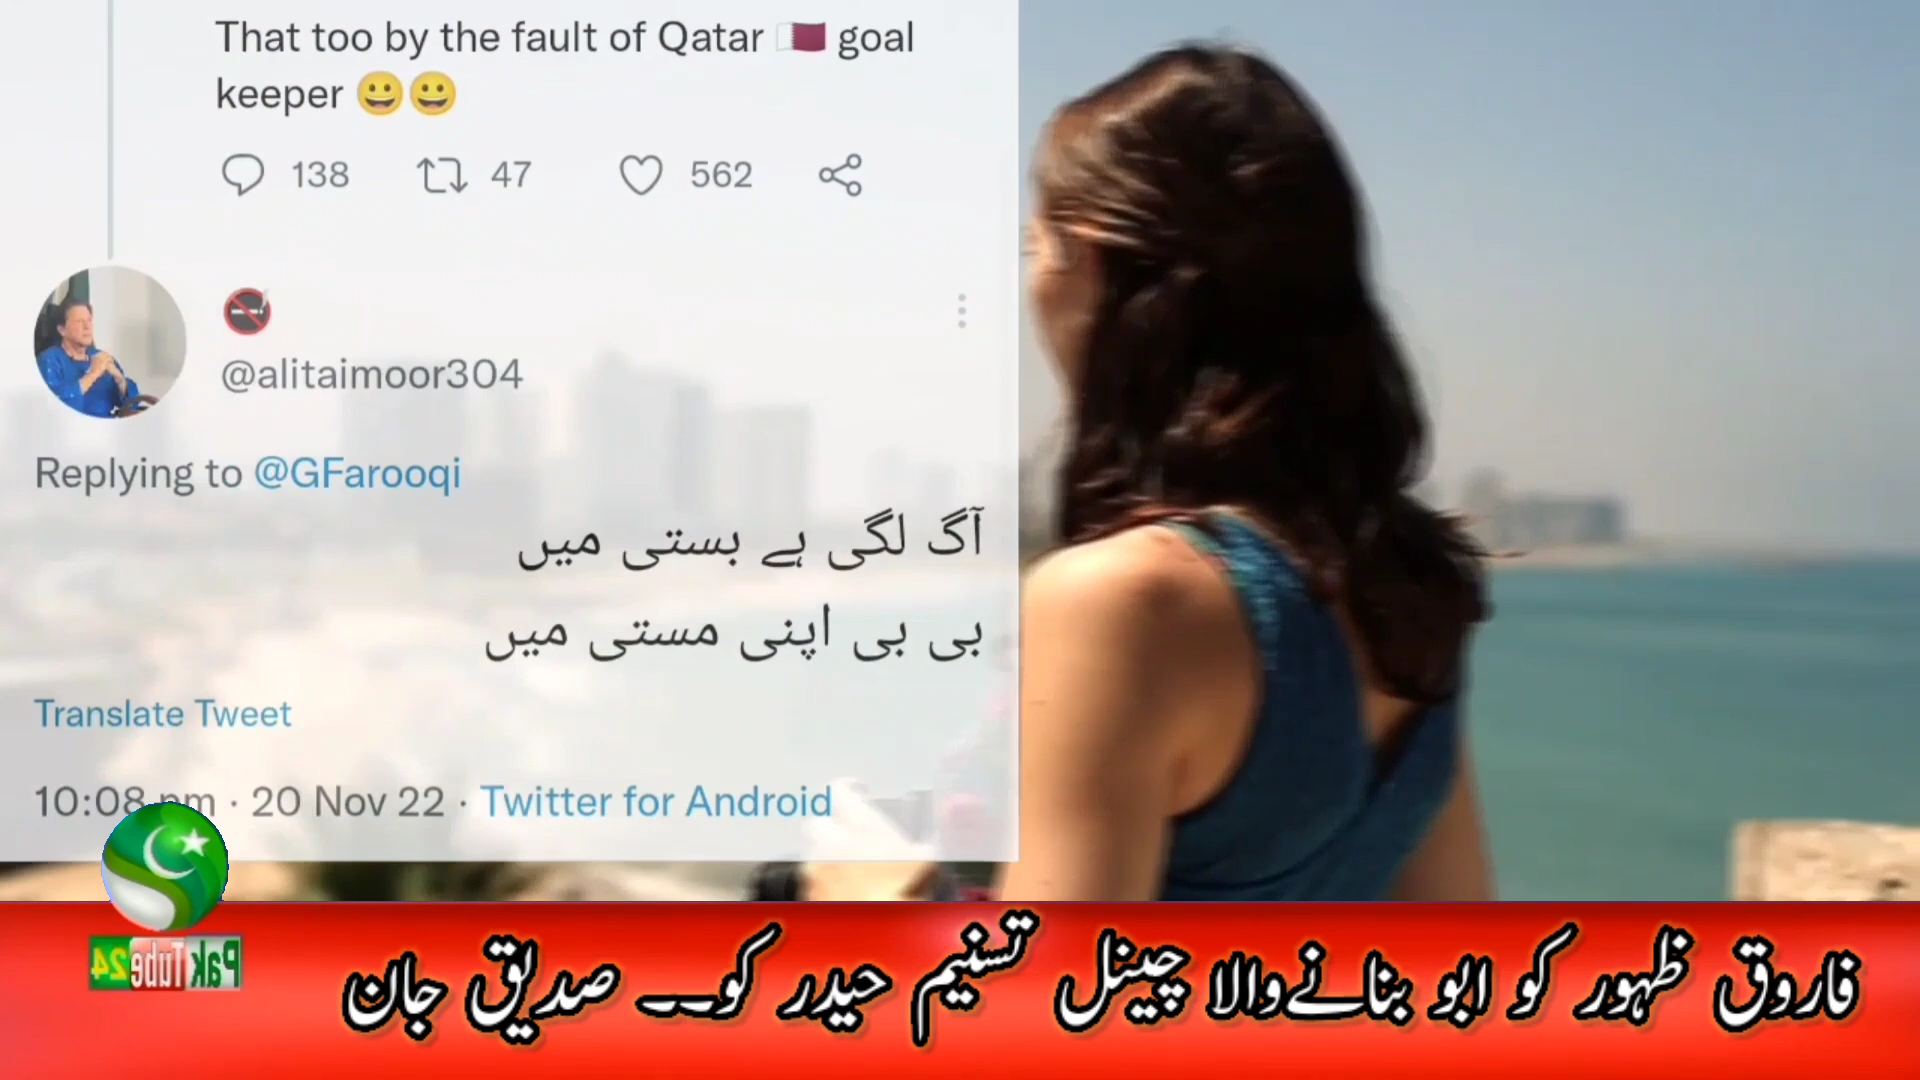 That too by the fault of Qatar 🇶🇦 goal
keeper 😀😀
138 47 562
🚭
@alitaimoor304
Replying to @GFarooqi
آگ لگی ہے بستی میں
بی بی اپنی مستی میں
Translate Tweet
10:08 pm · 20 Nov 22 · Twitter for Android
PakTube24
فاروق ظہور کو ابو بنانےوالا چینل تسنیم حیدر کو۔۔ صدیق جان